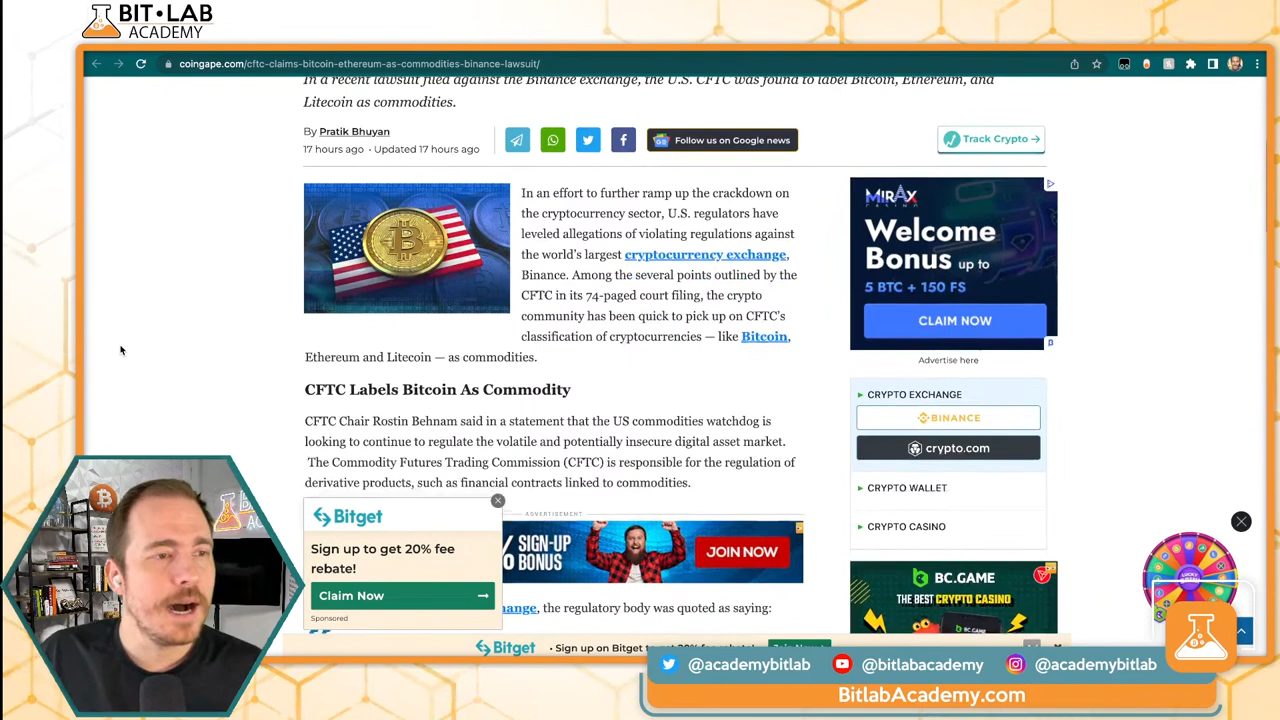 BIT•LAB
ACADEMY
coingape.com/cftc-claims-bitcoin-ethereum-as-commodities-binance-lawsuit/
In a recent lawsuit filed against the Binance exchange, the U.S. CFTC was found to label Bitcoin, Ethereum, and
Litecoin as commodities.
By Pratik Bhuyan
17 hours ago • Updated 17 hours ago
Follow us on Google news
Track Crypto →
In an effort to further ramp up the crackdown on
the cryptocurrency sector, U.S. regulators have
leveled allegations of violating regulations against
the world's largest cryptocurrency exchange,
Binance. Among the several points outlined by the
CFTC in its 74-paged court filing, the crypto
community has been quick to pick up on CFTC's
classification of cryptocurrencies — like Bitcoin,
Ethereum and Litecoin — as commodities.
CFTC Labels Bitcoin As Commodity
CFTC Chair Rostin Behnam said in a statement that the US commodities watchdog is
looking to continue to regulate the volatile and potentially insecure digital asset market.
The Commodity Futures Trading Commission (CFTC) is responsible for the regulation of
derivative products, such as financial contracts linked to commodities.
ADVERTISEMENT
Bitget
Sign up to get 20% fee
rebate!
Claim Now →
Sponsored
% SIGN-UP
BONUS
JOIN NOW
ange, the regulatory body was quoted as saying:
Bitget • Sign up on Bitget
MIRAX
CASINO
Welcome
Bonus up to
5 BTC + 150 FS
CLAIM NOW
Advertise here
CRYPTO EXCHANGE
BINANCE
crypto.com
CRYPTO WALLET
CRYPTO CASINO
BC.GAME
THE BEST CRYPTO CASINO
@academybitlab
@bitlabacademy
@academybitlab
BitlabAcademy.com